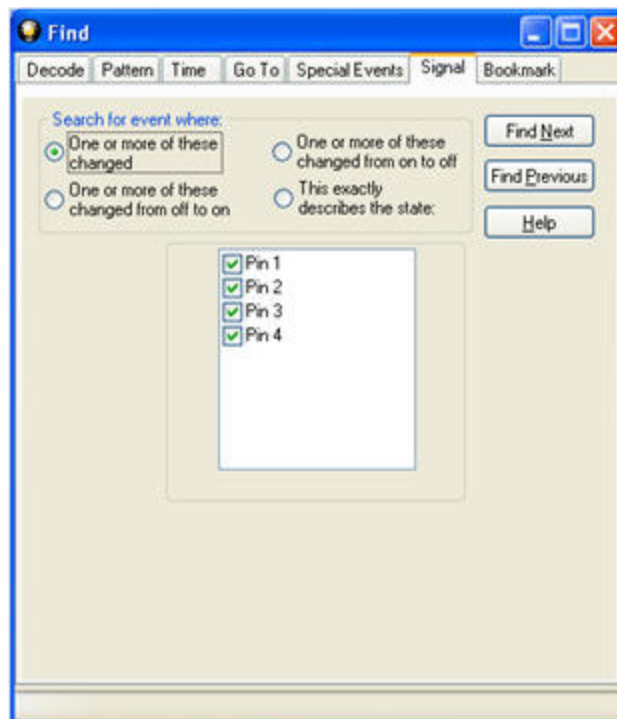 Find
Decode Pattern Time Go To Special Events Signal Bookmark
Search for event where:
One or more of these
changed
One or more of these
changed from on to off
One or more of these
changed from off to on
This exactly
describes the state:
Find Next
Find Previous
Help
Pin 1
Pin 2
Pin 3
Pin 4